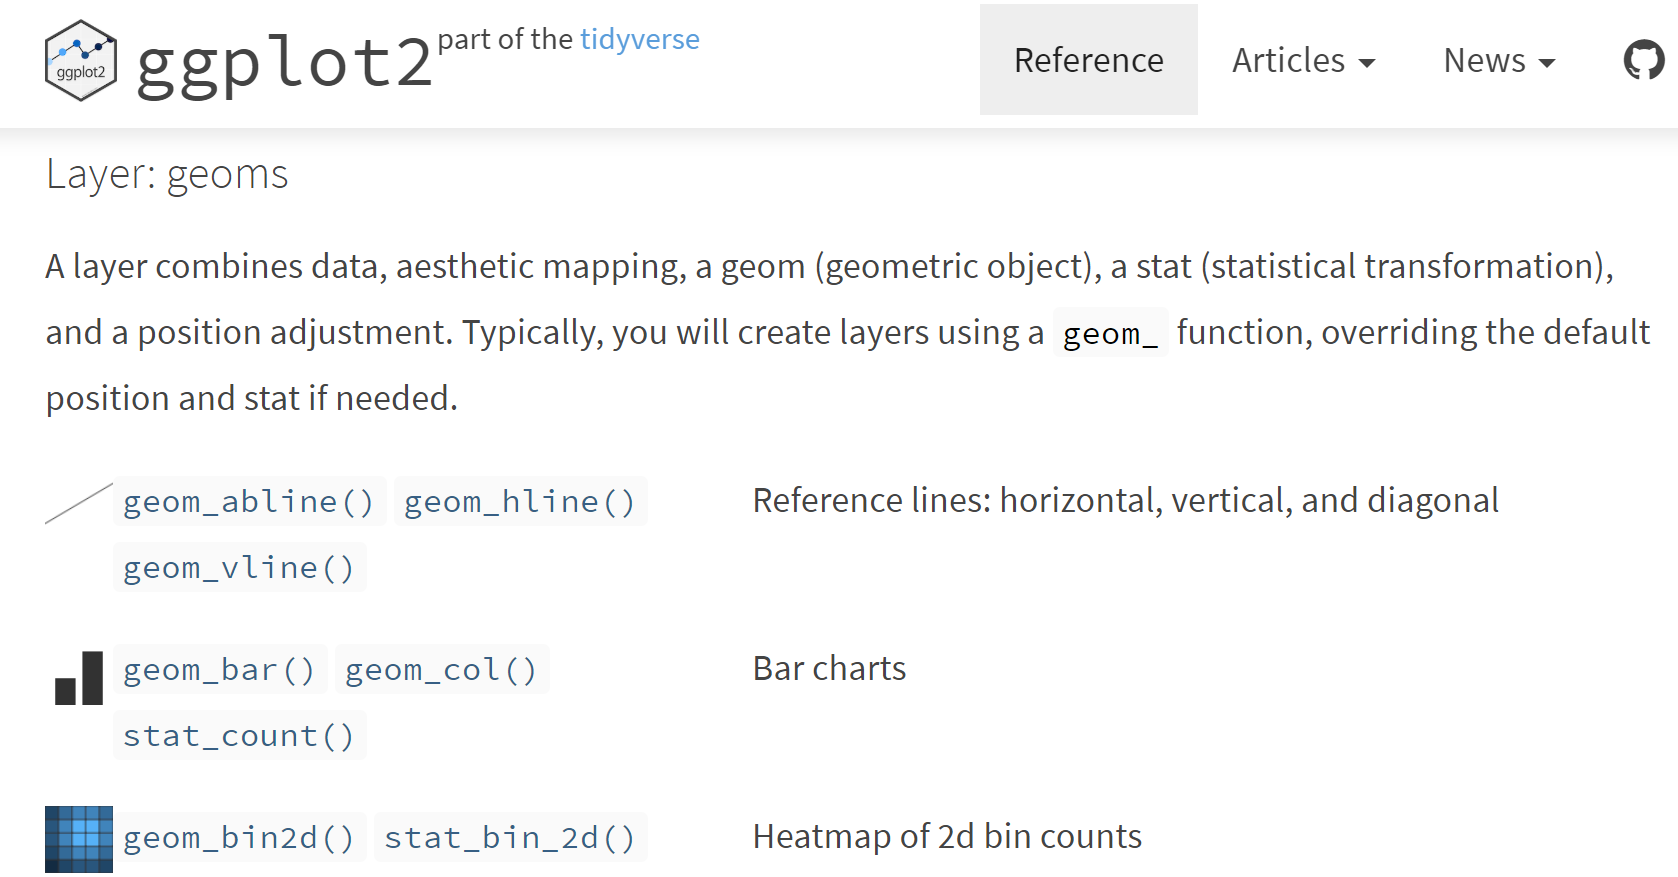 ggplot2
ggplot2 part of the tidyverse
Reference Articles News
Layer: geoms
A layer combines data, aesthetic mapping, a geom (geometric object), a stat (statistical transformation),
and a position adjustment. Typically, you will create layers using a geom_ function, overriding the default
position and stat if needed.
geom_abline() geom_hline()
geom_vline()
Reference lines: horizontal, vertical, and diagonal
geom_bar() geom_col()
stat_count()
Bar charts
geom_bin2d() stat_bin_2d()
Heatmap of 2d bin counts